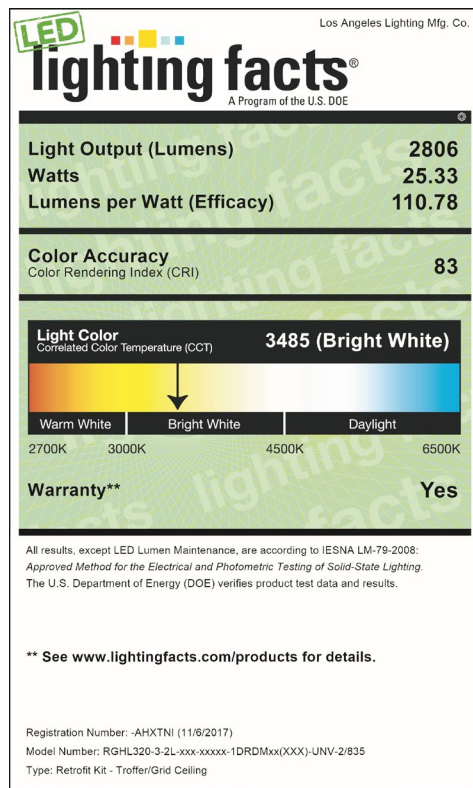 Los Angeles Lighting Mfg. Co.
LED
lighting facts®
A Program of the U.S. DOE
Light Output (Lumens) 2806
Watts 25.33
Lumens per Watt (Efficacy) 110.78
Color Accuracy
Color Rendering Index (CRI) 83
Light Color
Correlated Color Temperature (CCT) 3485 (Bright White)
Warm White Bright White Daylight
2700K 3000K 4500K 6500K
Warranty** Yes
All results, except LED Lumen Maintenance, are according to IESNA LM-79-2008:
Approved Method for the Electrical and Photometric Testing of Solid-State Lighting.
The U.S. Department of Energy (DOE) verifies product test data and results.
** See www.lightingfacts.com/products for details.
Registration Number: -AHXTNI (11/6/2017)
Model Number: RGHL320-3-2L-xxx-xxxxx-1DRDMxx(XXX)-UNV-2/835
Type: Retrofit Kit - Troffer/Grid Ceiling